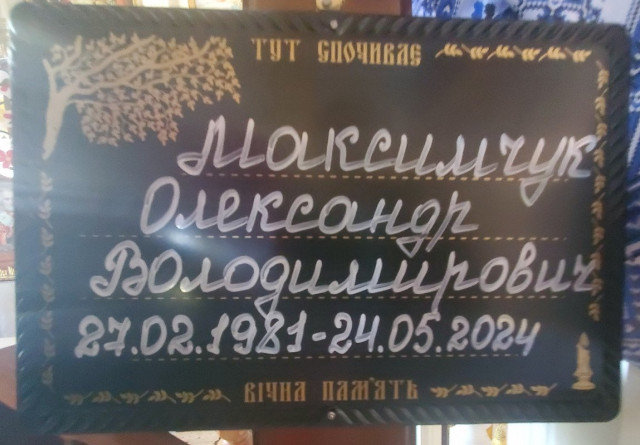 ТУТ СПОЧИВАЄ
Максимчук
Олександр
Володимирович
27.02.1981-24.05.2024
ВІЧНА ПАМ'ЯТЬ